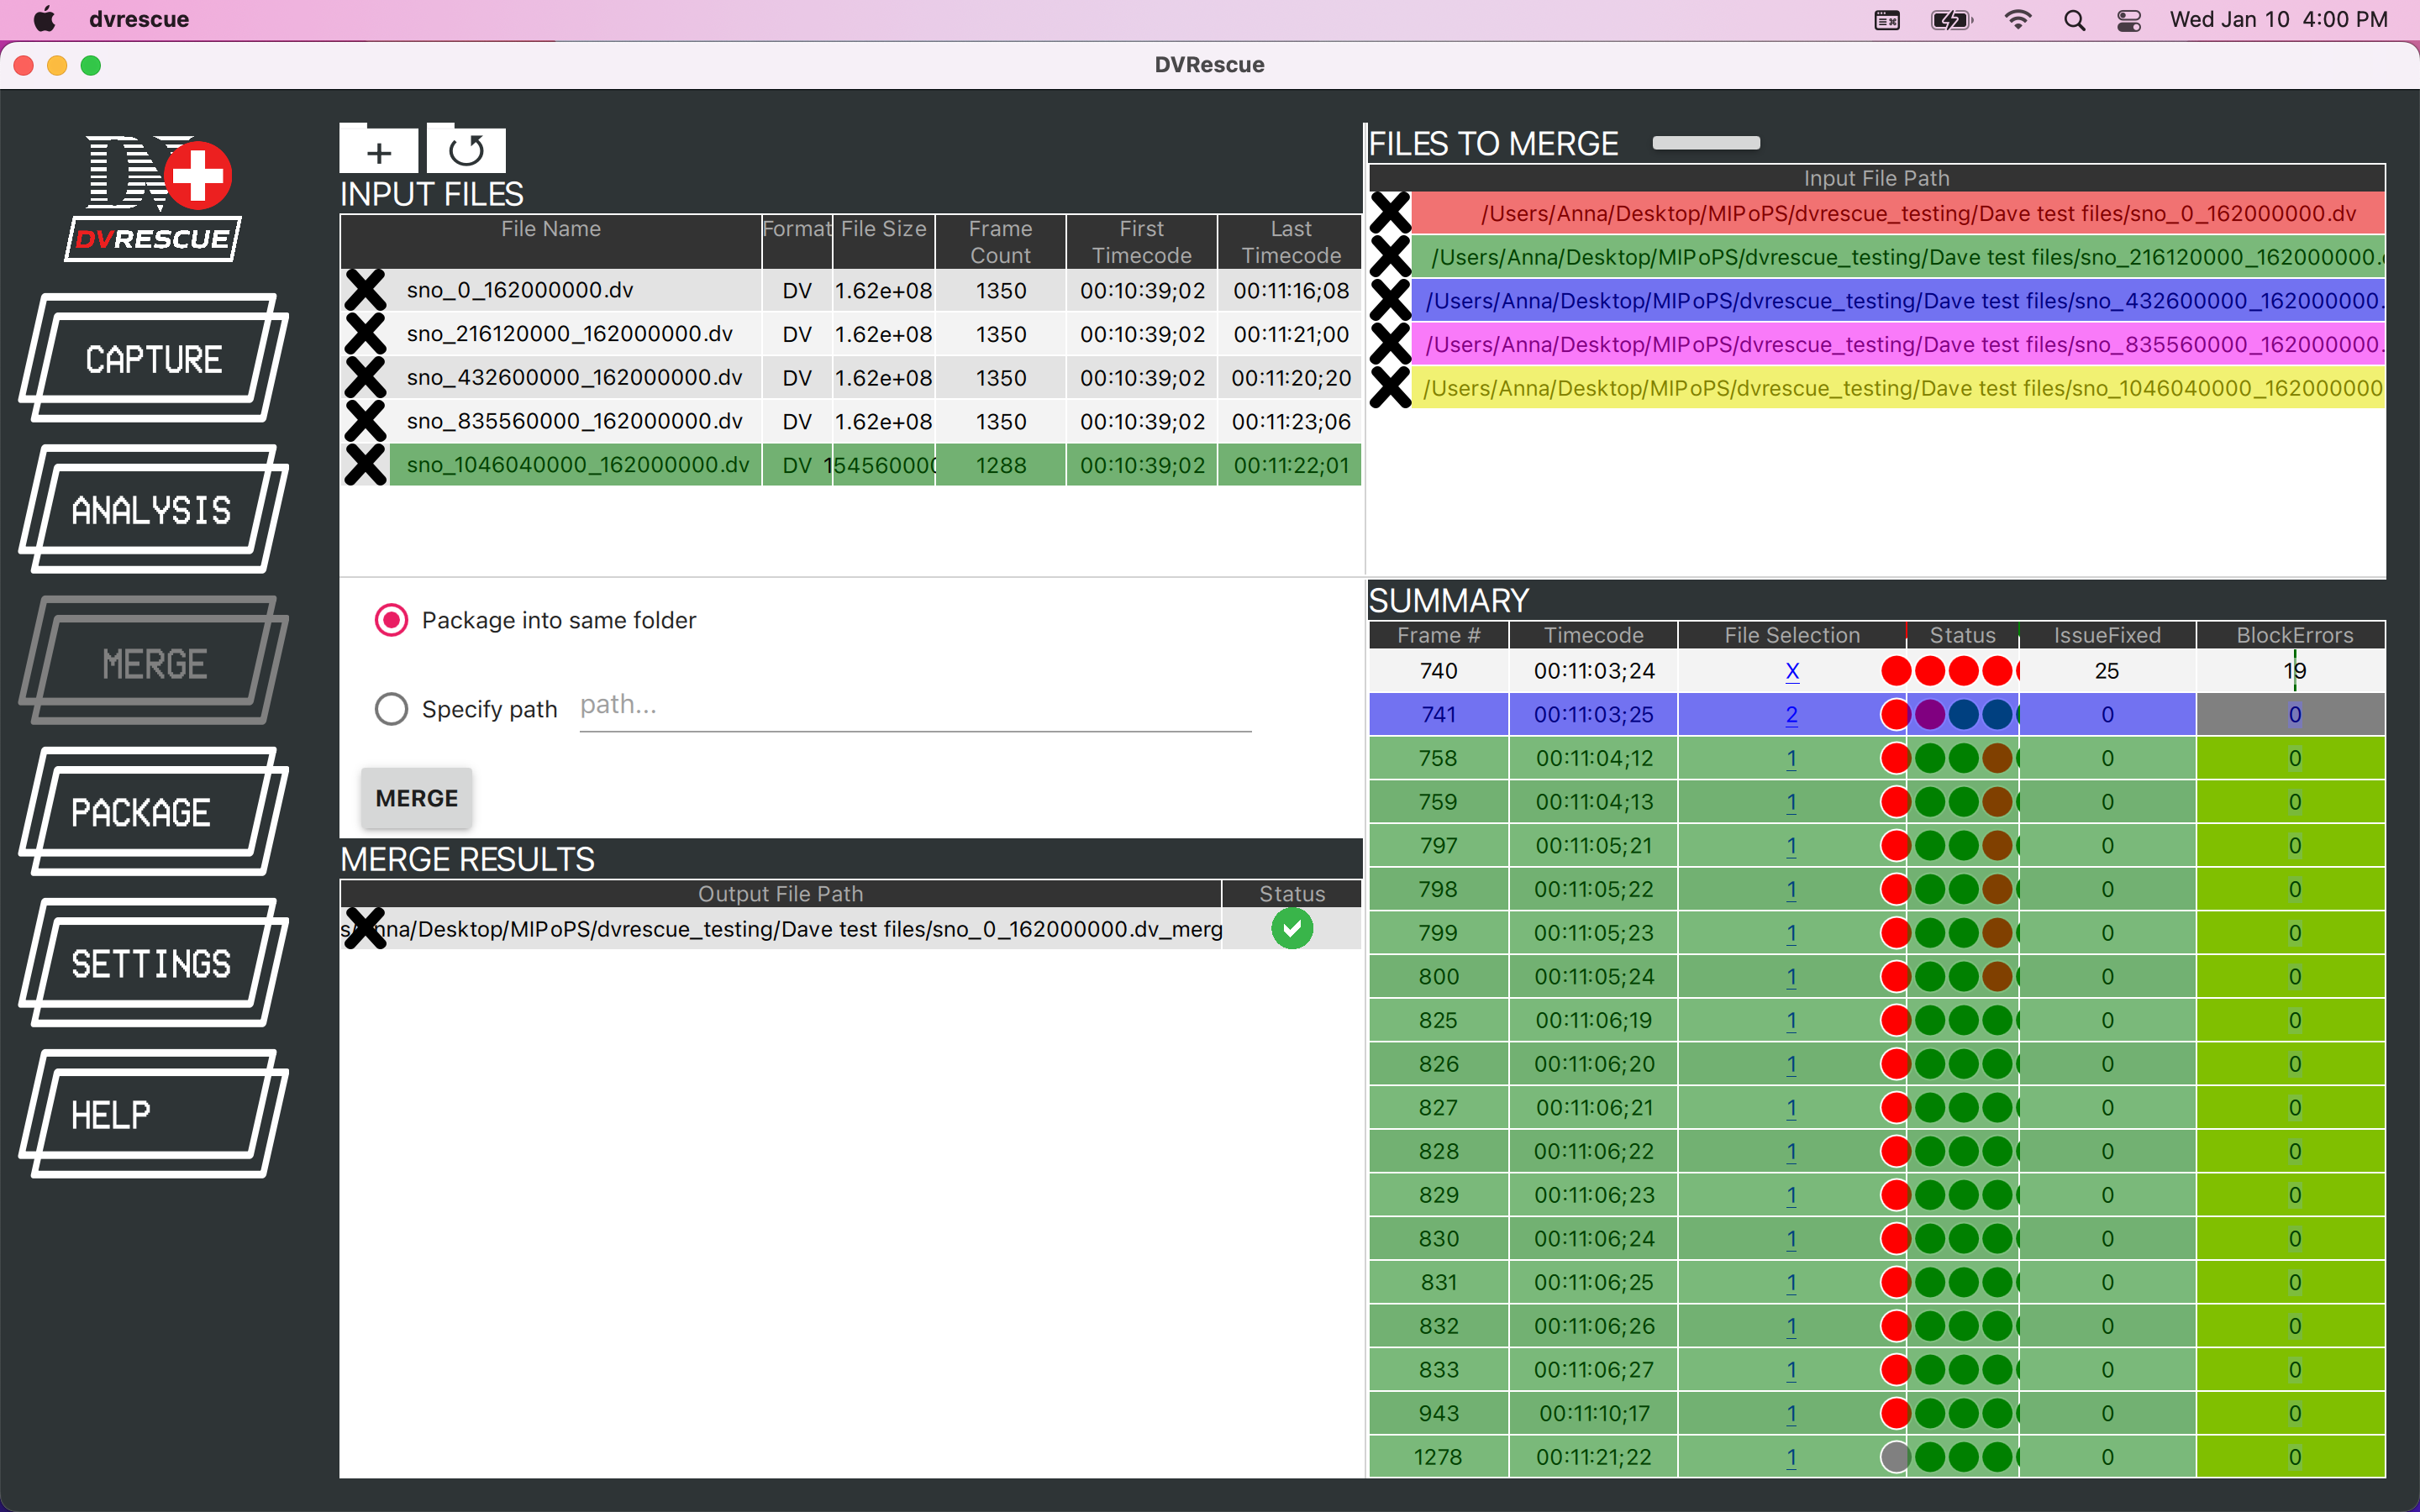 dvrescue
Wed Jan 10 4:00 PM
DVRescue
DV
DVRESCUE
CAPTURE
ANALYSIS
MERGE
PACKAGE
SETTINGS
HELP
INPUT FILES
File Name Format File Size Frame Count First Timecode Last Timecode
sno_0_162000000.dv DV 1.62e+08 1350 00:10:39;02 00:11:16;08
sno_216120000_162000000.dv DV 1.62e+08 1350 00:10:39;02 00:11:21;00
sno_432600000_162000000.dv DV 1.62e+08 1350 00:10:39;02 00:11:20;20
sno_835560000_162000000.dv DV 1.62e+08 1350 00:10:39;02 00:11:23;06
sno_1046040000_162000000.dv DV 154560000 1288 00:10:39;02 00:11:22;01
FILES TO MERGE
Input File Path
/Users/Anna/Desktop/MIPoPS/dvrescue_testing/Dave test files/sno_0_162000000.dv
/Users/Anna/Desktop/MIPoPS/dvrescue_testing/Dave test files/sno_216120000_162000000.
/Users/Anna/Desktop/MIPoPS/dvrescue_testing/Dave test files/sno_432600000_162000000.
/Users/Anna/Desktop/MIPoPS/dvrescue_testing/Dave test files/sno_835560000_162000000.
/Users/Anna/Desktop/MIPoPS/dvrescue_testing/Dave test files/sno_1046040000_162000000
Package into same folder
Specify path path...
MERGE
MERGE RESULTS
Output File Path Status
/Anna/Desktop/MIPoPS/dvrescue_testing/Dave test files/sno_0_162000000.dv_merg
SUMMARY
Frame # Timecode File Selection Status IssueFixed BlockErrors
740 00:11:03;24 X 25 19
741 00:11:03;25 2 0 0
758 00:11:04;12 1 0 0
759 00:11:04;13 1 0 0
797 00:11:05;21 1 0 0
798 00:11:05;22 1 0 0
799 00:11:05;23 1 0 0
800 00:11:05;24 1 0 0
825 00:11:06;19 1 0 0
826 00:11:06;20 1 0 0
827 00:11:06;21 1 0 0
828 00:11:06;22 1 0 0
829 00:11:06;23 1 0 0
830 00:11:06;24 1 0 0
831 00:11:06;25 1 0 0
832 00:11:06;26 1 0 0
833 00:11:06;27 1 0 0
943 00:11:10;17 1 0 0
1278 00:11:21;22 1 0 0